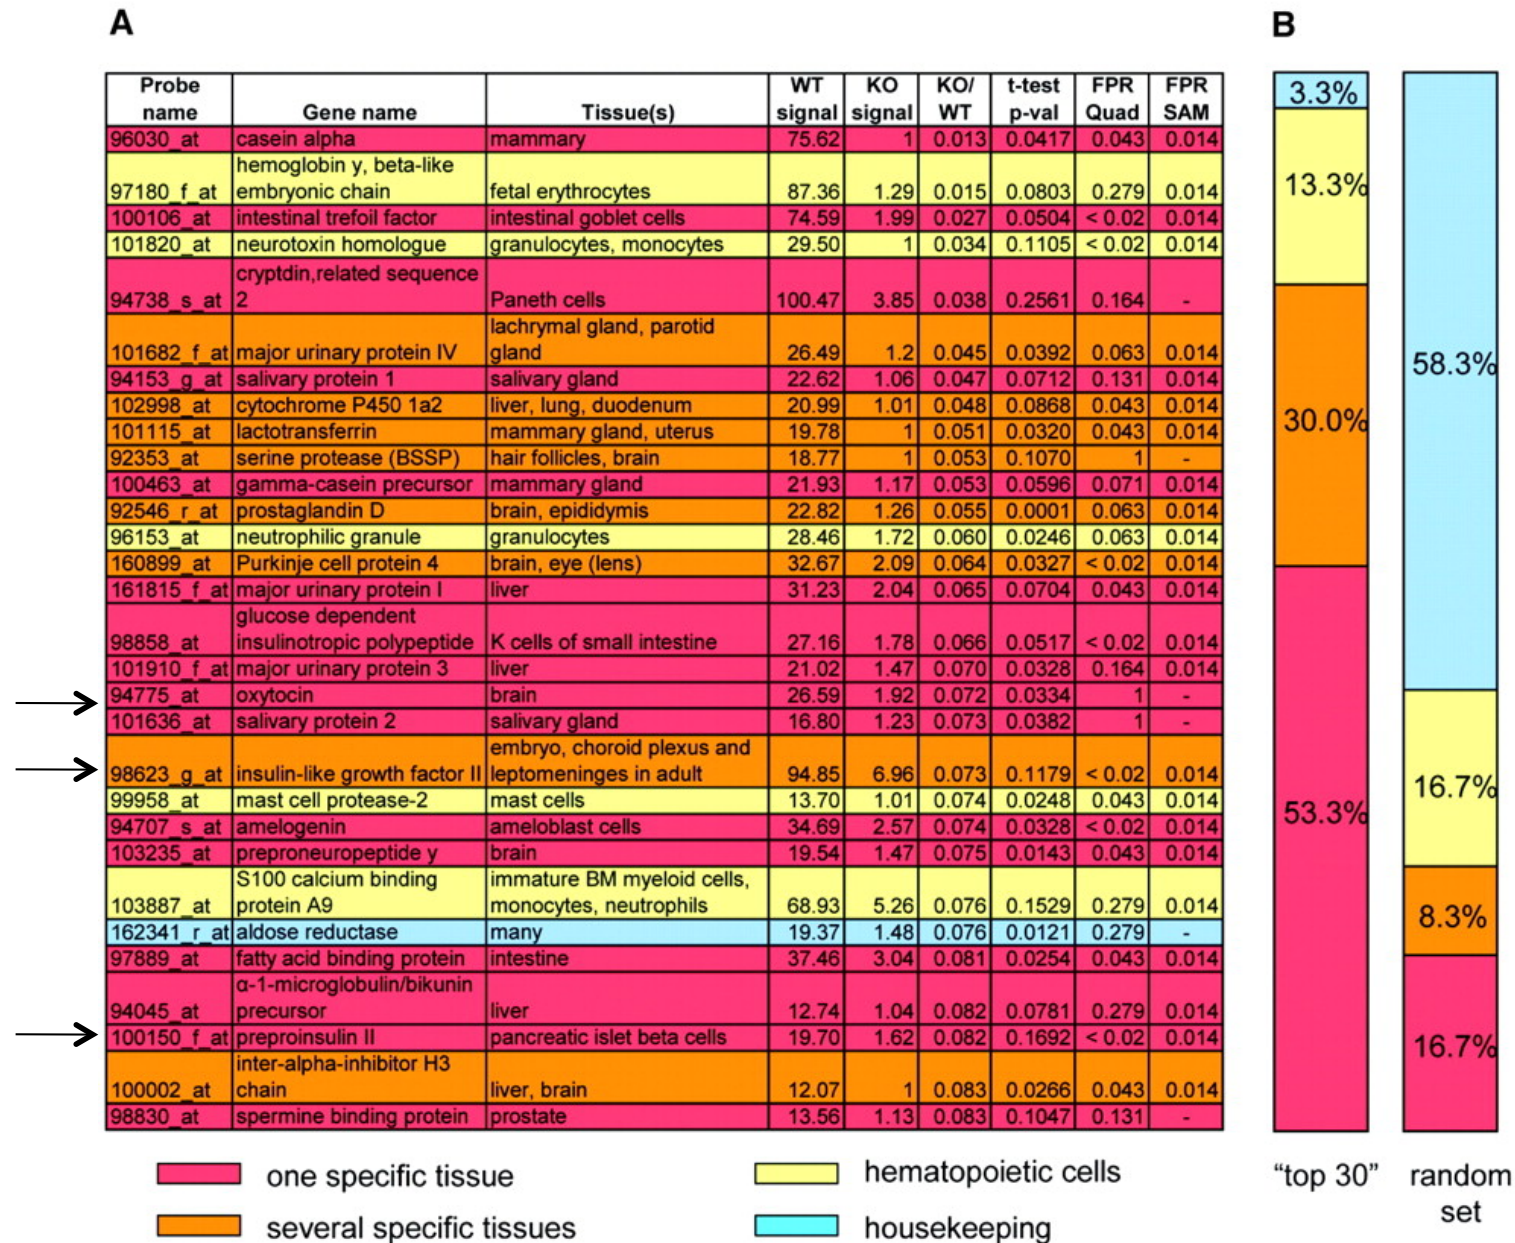 A
B
Probe name Gene name Tissue(s) WT signal KO signal KO/ WT t-test p-val FPR Quad FPR SAM
96030_at casein alpha mammary 75.62 1 0.013 0.0417 0.043 0.014
97180_f_at hemoglobin y, beta-like embryonic chain fetal erythrocytes 87.36 1.29 0.015 0.0803 0.279 0.014
100106_at intestinal trefoil factor intestinal goblet cells 74.59 1.99 0.027 0.0504 < 0.02 0.014
101820_at neurotoxin homologue granulocytes, monocytes 29.50 1 0.034 0.1105 < 0.02 0.014
94738_s_at cryptdin,related sequence 2 Paneth cells 100.47 3.85 0.038 0.2561 0.164 -
101682_f_at major urinary protein IV lachrymal gland, parotid gland 26.49 1.2 0.045 0.0392 0.063 0.014
94153_g_at salivary protein 1 salivary gland 22.62 1.06 0.047 0.0712 0.131 0.014
102998_at cytochrome P450 1a2 liver, lung, duodenum 20.99 1.01 0.048 0.0868 0.043 0.014
101115_at lactotransferrin mammary gland, uterus 19.78 1 0.051 0.0320 0.043 0.014
92353_at serine protease (BSSP) hair follicles, brain 18.77 1 0.053 0.1070 1 -
100463_at gamma-casein precursor mammary gland 21.93 1.17 0.053 0.0596 0.071 0.014
92546_r_at prostaglandin D brain, epididymis 22.82 1.26 0.055 0.0001 0.063 0.014
96153_at neutrophilic granule granulocytes 28.46 1.72 0.060 0.0246 0.063 0.014
160899_at Purkinje cell protein 4 brain, eye (lens) 32.67 2.09 0.064 0.0327 < 0.02 0.014
161815_f_at major urinary protein I liver 31.23 2.04 0.065 0.0704 0.043 0.014
98858_at glucose dependent insulinotropic polypeptide K cells of small intestine 27.16 1.78 0.066 0.0517 < 0.02 0.014
101910_f_at major urinary protein 3 liver 21.02 1.47 0.070 0.0328 0.164 0.014
94775_at oxytocin brain 26.59 1.92 0.072 0.0334 1 -
101636_at salivary protein 2 salivary gland 16.80 1.23 0.073 0.0382 1 -
98623_g_at insulin-like growth factor II embryo, choroid plexus and leptomeninges in adult 94.85 6.96 0.073 0.1179 < 0.02 0.014
99958_at mast cell protease-2 mast cells 13.70 1.01 0.074 0.0248 0.043 0.014
94707_s_at amelogenin ameloblast cells 34.69 2.57 0.074 0.0328 < 0.02 0.014
103235_at preproneuropeptide y brain 19.54 1.47 0.075 0.0143 0.043 0.014
103887_at S100 calcium binding protein A9 immature BM myeloid cells, monocytes, neutrophils 68.93 5.26 0.076 0.1529 0.279 0.014
162341_r_at aldose reductase many 19.37 1.48 0.076 0.0121 0.279 -
97889_at fatty acid binding protein intestine 37.46 3.04 0.081 0.0254 0.043 0.014
94045_at α-1-microglobulin/bikunin precursor liver 12.74 1.04 0.082 0.0781 0.279 0.014
100150_f_at preproinsulin II pancreatic islet beta cells 19.70 1.62 0.082 0.1692 < 0.02 0.014
100002_at inter-alpha-inhibitor H3 chain liver, brain 12.07 1 0.083 0.0266 0.043 0.014
98830_at spermine binding protein prostate 13.56 1.13 0.083 0.1047 0.131 -
3.3%
13.3%
30.0%
53.3%
58.3%
16.7%
8.3%
16.7%
"top 30"
random set
one specific tissue
several specific tissues
hematopoietic cells
housekeeping